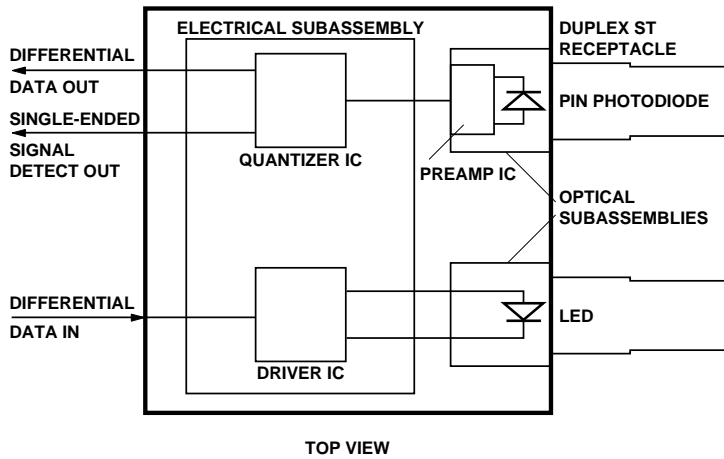 ELECTRICAL SUBASSEMBLY
DUPLEX ST
RECEPTACLE
DIFFERENTIAL
DATA OUT
SINGLE-ENDED
SIGNAL
DETECT OUT
QUANTIZER IC
PREAMP IC
PIN PHOTODIODE
OPTICAL
SUBASSEMBLIES
DIFFERENTIAL
DATA IN
DRIVER IC
LED
TOP VIEW